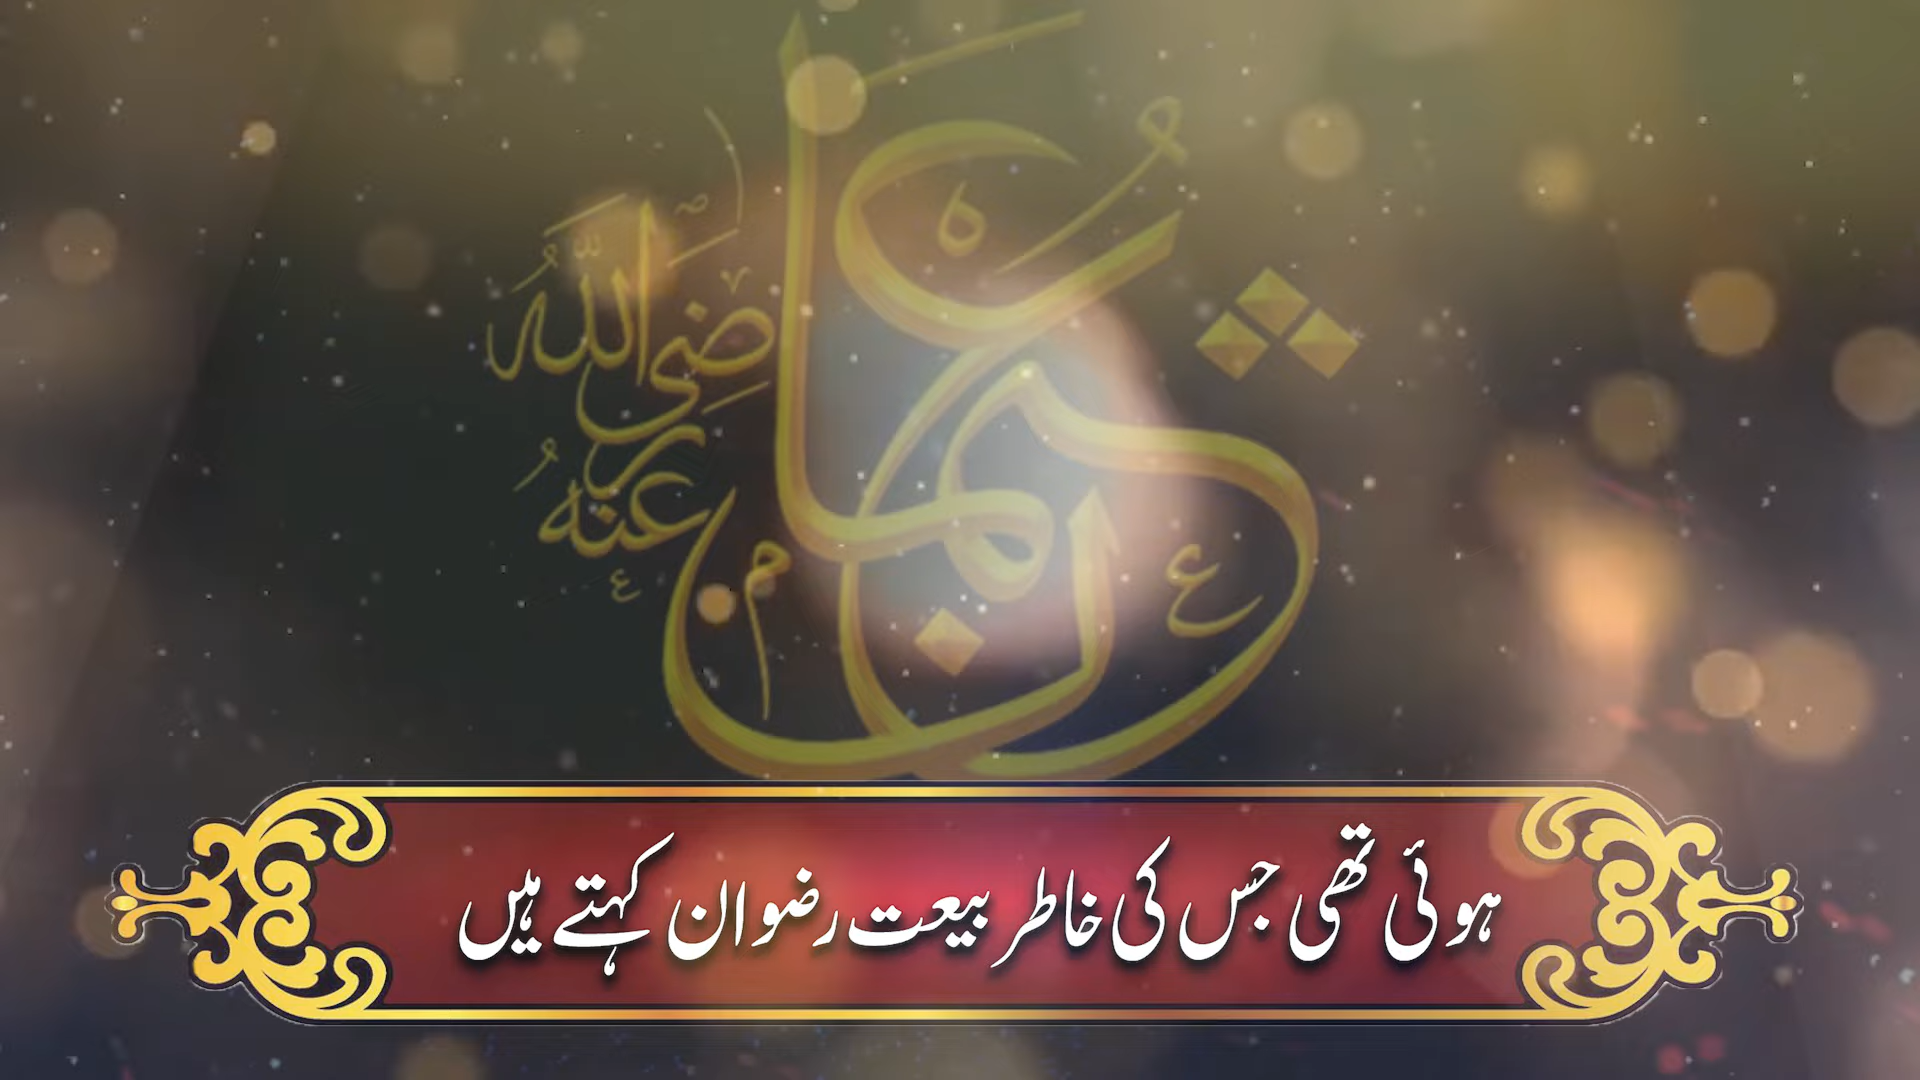 عثمان
رضی اللہ عنہ
ہوئی تھی جس کی خاطر بیعت رضوان کہتے ہیں